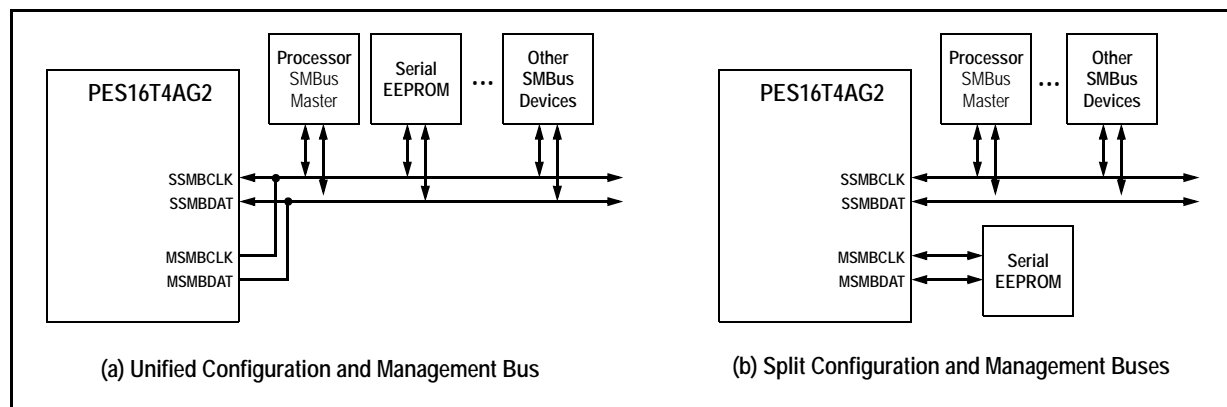 PES16T4AG2
Processor
SMBus
Master
Serial
EEPROM
...
Other
SMBus
Devices
SSMBCLK
SSMBDAT
MSMBCLK
MSMBDAT
(a) Unified Configuration and Management Bus
PES16T4AG2
Processor
SMBus
Master
...
Other
SMBus
Devices
SSMBCLK
SSMBDAT
MSMBCLK
MSMBDAT
Serial
EEPROM
(b) Split Configuration and Management Buses